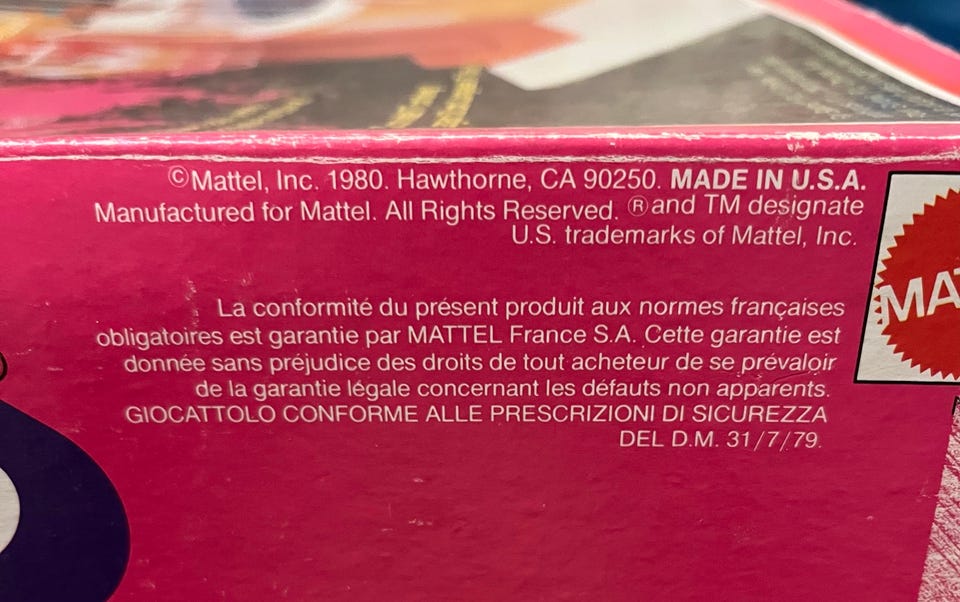 ©Mattel, Inc. 1980. Hawthorne, CA 90250. MADE IN U.S.A.
Manufactured for Mattel. All Rights Reserved. ® and TM designate
U.S. trademarks of Mattel, Inc.
La conformité du présent produit aux normes françaises
obligatoires est garantie par MATTEL France S.A. Cette garantie est
donnée sans préjudice des droits de tout acheteur de se prévaloir
de la garantie légale concernant les défauts non apparents.
GIOCATTOLO CONFORME ALLE PRESCRIZIONI DI SICUREZZA
DEL D.M. 31/7/79.
MAT